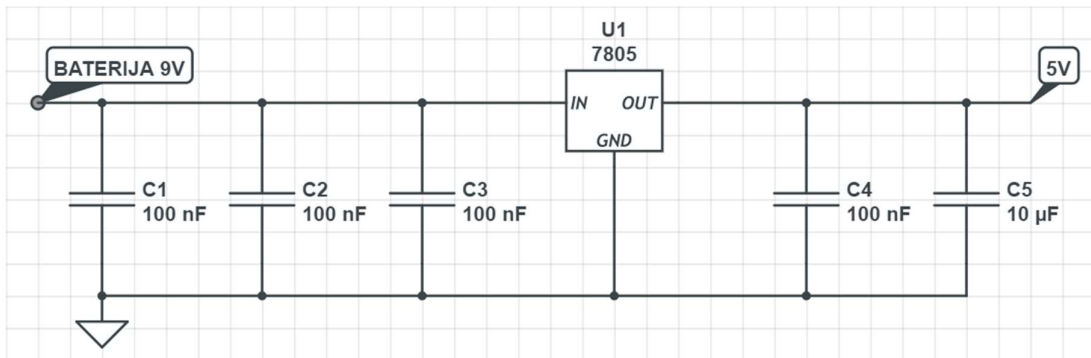 U1
7805
BATERIJA 9V
5V
IN OUT
GND
C1
100 nF
C2
100 nF
C3
100 nF
C4
100 nF
C5
10 µF